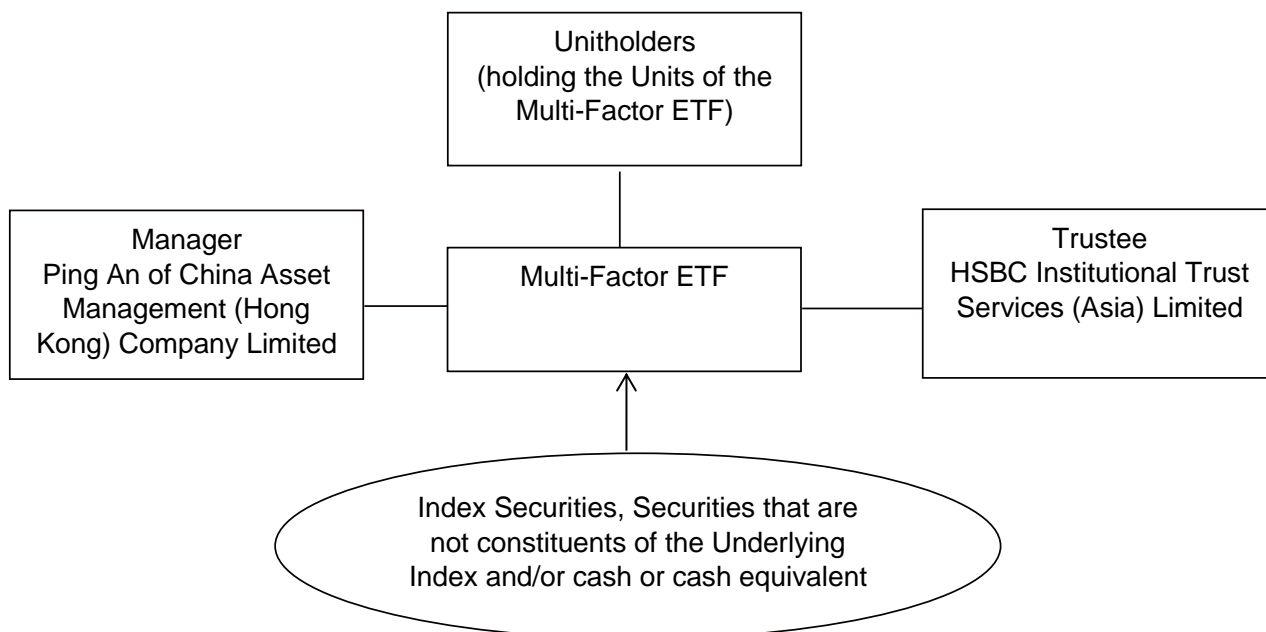 Unitholders
(holding the Units of the
Multi-Factor ETF)
Manager
Ping An of China Asset
Management (Hong
Kong) Company Limited
Multi-Factor ETF
Trustee
HSBC Institutional Trust
Services (Asia) Limited
Index Securities, Securities that are
not constituents of the Underlying
Index and/or cash or cash equivalent